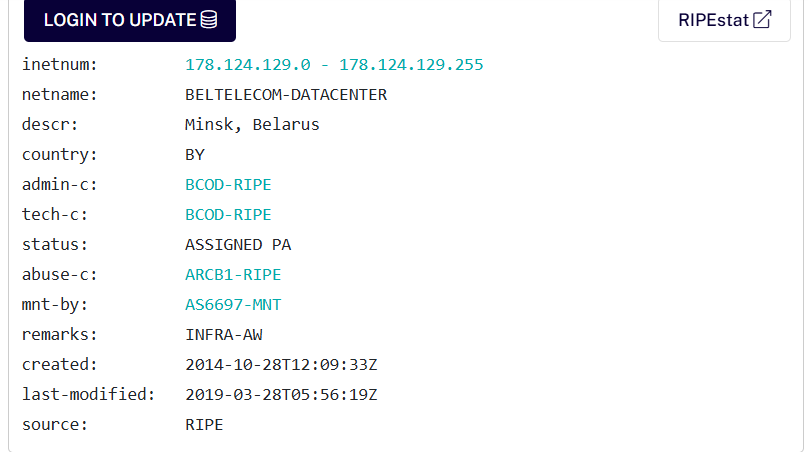 LOGIN TO UPDATE RIPEstat
inetnum: 178.124.129.0 - 178.124.129.255
netname: BELTELECOM-DATACENTER
descr: Minsk, Belarus
country: BY
admin-c: BCOD-RIPE
tech-c: BCOD-RIPE
status: ASSIGNED PA
abuse-c: ARCB1-RIPE
mnt-by: AS6697-MNT
remarks: INFRA-AW
created: 2014-10-28T12:09:33Z
last-modified: 2019-03-28T05:56:19Z
source: RIPE